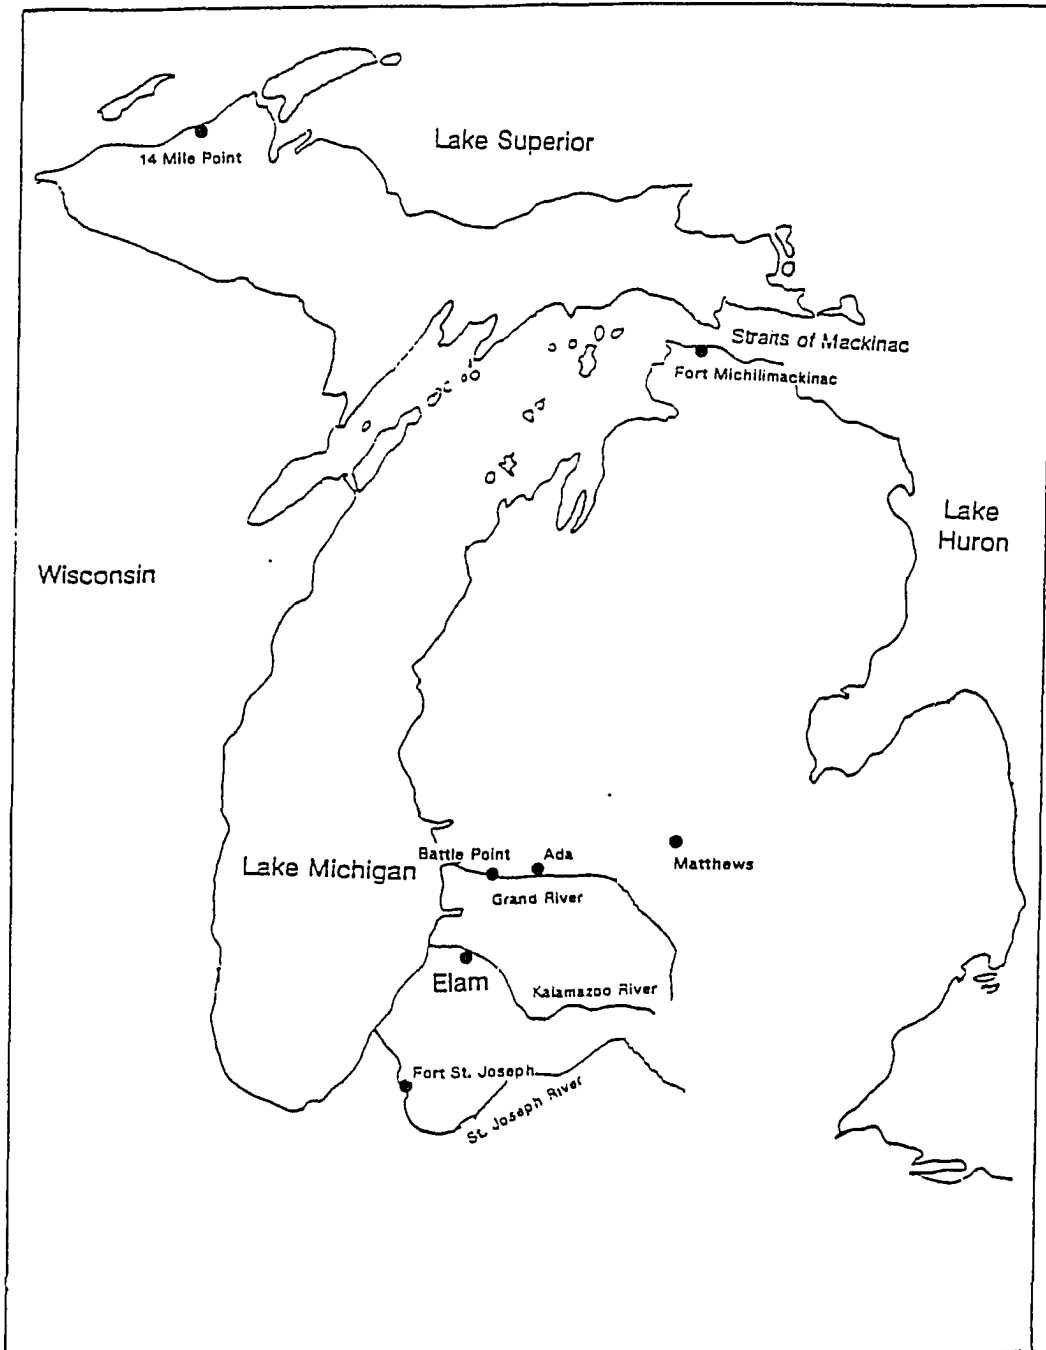 Lake Superior
14 Mile Point
Straits of Mackinac
Fort Michilimackinac
Lake
Huron
Wisconsin
Lake Michigan
Battle Point
Ada
Matthews
Grand River
Elam
Kalamazoo River
Fort St. Joseph
St. Joseph River